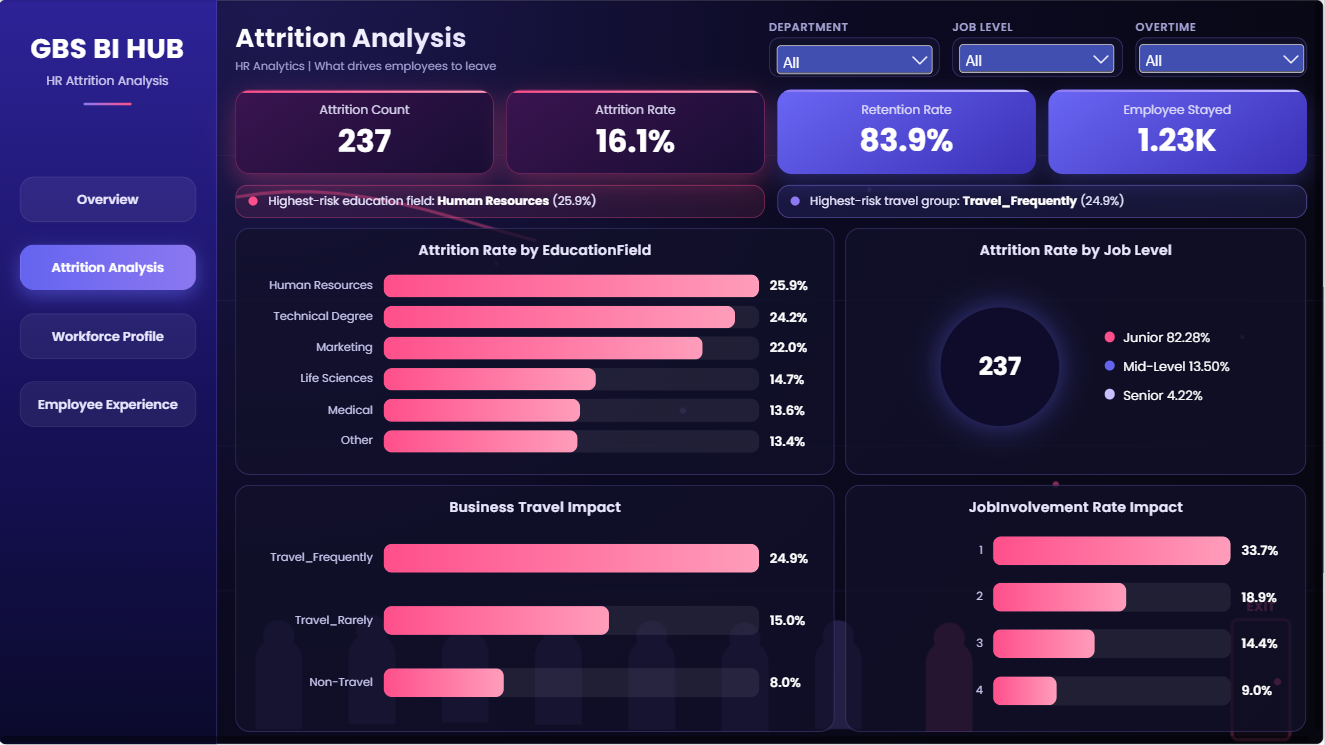 GBS BI HUB
HR Attrition Analysis
Overview
Attrition Analysis
Workforce Profile
Employee Experience
Attrition Analysis
HR Analytics | What drives employees to leave
DEPARTMENT
All
JOB LEVEL
All
OVERTIME
All
Attrition Count
237
Attrition Rate
16.1%
Retention Rate
83.9%
Employee Stayed
1.23K
Highest-risk education field: Human Resources (25.9%)
Highest-risk travel group: Travel_Frequently (24.9%)
Attrition Rate by EducationField
Human Resources 25.9%
Technical Degree 24.2%
Marketing 22.0%
Life Sciences 14.7%
Medical 13.6%
Other 13.4%
Attrition Rate by Job Level
237
Junior 82.28%
Mid-Level 13.50%
Senior 4.22%
Business Travel Impact
Travel_Frequently 24.9%
Travel_Rarely 15.0%
Non-Travel 8.0%
JobInvolvement Rate Impact
1 33.7%
2 18.9%
EXIT
3 14.4%
4 9.0%